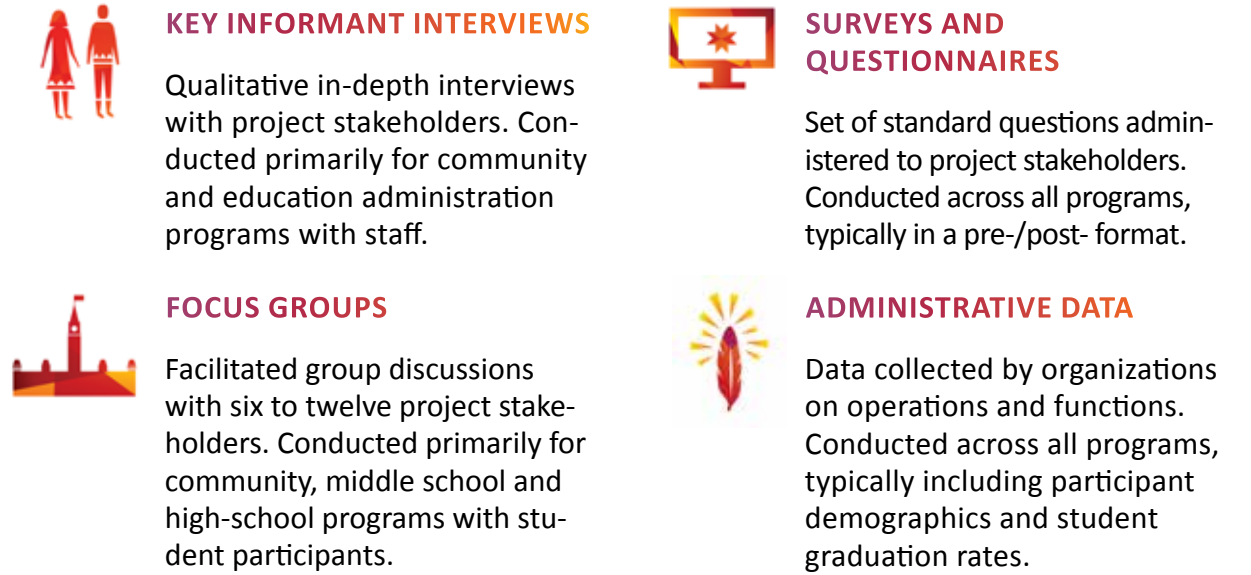 KEY INFORMANT INTERVIEWS
Qualitative in-depth interviews
with project stakeholders. Con-
ducted primarily for community
and education administration
programs with staff.
SURVEYS AND
QUESTIONNAIRES
Set of standard questions admin-
istered to project stakeholders.
Conducted across all programs,
typically in a pre-/post- format.
FOCUS GROUPS
Facilitated group discussions
with six to twelve project stake-
holders. Conducted primarily for
community, middle school and
high-school programs with stu-
dent participants.
ADMINISTRATIVE DATA
Data collected by organizations
on operations and functions.
Conducted across all programs,
typically including participant
demographics and student
graduation rates.